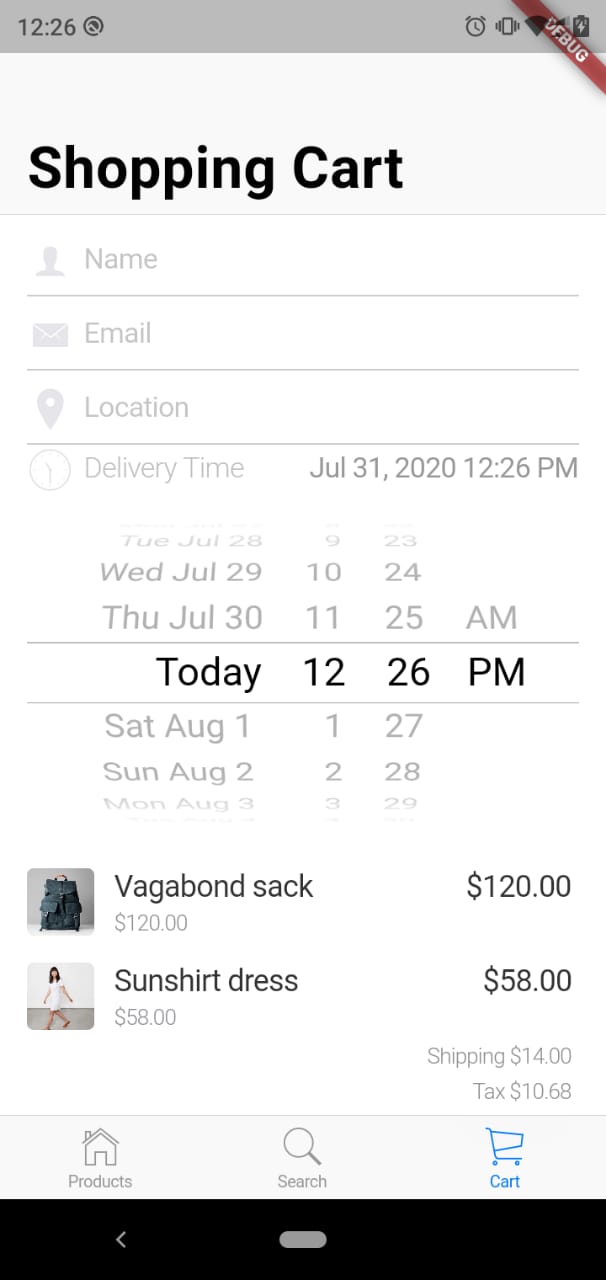 12:26
DEBUG
Shopping Cart
Name
Email
Location
Delivery Time Jul 31, 2020 12:26 PM
Tue Jul 28 9 23
Wed Jul 29 10 24
Thu Jul 30 11 25 AM
Today 12 26 PM
Sat Aug 1 1 27
Sun Aug 2 2 28
Mon Aug 3 3 29
Vagabond sack $120.00
$120.00
Sunshirt dress $58.00
$58.00
Shipping $14.00
Tax $10.68
Products Search Cart